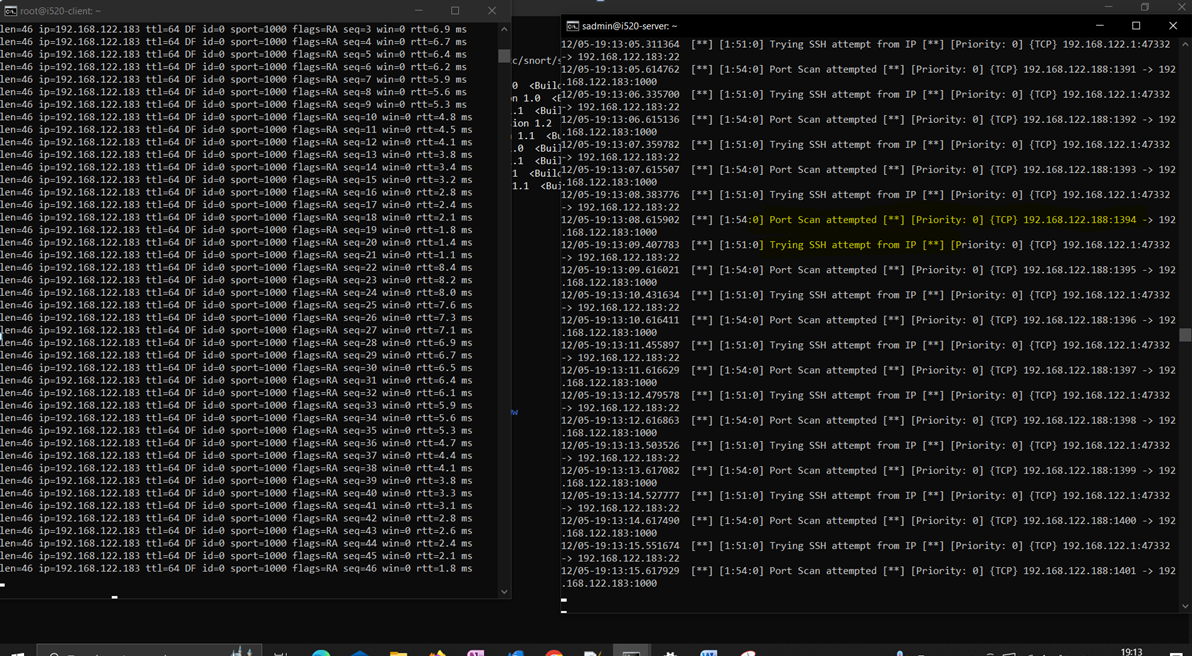 root@i520-client: ~
len=46 ip=192.168.122.183 ttl=64 DF id=0 sport=1000 flags=RA seq=3 win=0 rtt=6.9 ms
len=46 ip=192.168.122.183 ttl=64 DF id=0 sport=1000 flags=RA seq=4 win=0 rtt=6.7 ms
len=46 ip=192.168.122.183 ttl=64 DF id=0 sport=1000 flags=RA seq=5 win=0 rtt=6.4 ms
len=46 ip=192.168.122.183 ttl=64 DF id=0 sport=1000 flags=RA seq=6 win=0 rtt=6.2 ms
len=46 ip=192.168.122.183 ttl=64 DF id=0 sport=1000 flags=RA seq=7 win=0 rtt=5.9 ms
len=46 ip=192.168.122.183 ttl=64 DF id=0 sport=1000 flags=RA seq=8 win=0 rtt=5.6 ms
len=46 ip=192.168.122.183 ttl=64 DF id=0 sport=1000 flags=RA seq=9 win=0 rtt=5.3 ms
len=46 ip=192.168.122.183 ttl=64 DF id=0 sport=1000 flags=RA seq=10 win=0 rtt=4.8 ms
len=46 ip=192.168.122.183 ttl=64 DF id=0 sport=1000 flags=RA seq=11 win=0 rtt=4.5 ms
len=46 ip=192.168.122.183 ttl=64 DF id=0 sport=1000 flags=RA seq=12 win=0 rtt=4.1 ms
len=46 ip=192.168.122.183 ttl=64 DF id=0 sport=1000 flags=RA seq=13 win=0 rtt=3.8 ms
len=46 ip=192.168.122.183 ttl=64 DF id=0 sport=1000 flags=RA seq=14 win=0 rtt=3.4 ms
len=46 ip=192.168.122.183 ttl=64 DF id=0 sport=1000 flags=RA seq=15 win=0 rtt=3.2 ms
len=46 ip=192.168.122.183 ttl=64 DF id=0 sport=1000 flags=RA seq=16 win=0 rtt=2.8 ms
len=46 ip=192.168.122.183 ttl=64 DF id=0 sport=1000 flags=RA seq=17 win=0 rtt=2.4 ms
len=46 ip=192.168.122.183 ttl=64 DF id=0 sport=1000 flags=RA seq=18 win=0 rtt=2.1 ms
len=46 ip=192.168.122.183 ttl=64 DF id=0 sport=1000 flags=RA seq=19 win=0 rtt=1.8 ms
len=46 ip=192.168.122.183 ttl=64 DF id=0 sport=1000 flags=RA seq=20 win=0 rtt=1.4 ms
len=46 ip=192.168.122.183 ttl=64 DF id=0 sport=1000 flags=RA seq=21 win=0 rtt=1.1 ms
len=46 ip=192.168.122.183 ttl=64 DF id=0 sport=1000 flags=RA seq=22 win=0 rtt=8.4 ms
len=46 ip=192.168.122.183 ttl=64 DF id=0 sport=1000 flags=RA seq=23 win=0 rtt=8.2 ms
len=46 ip=192.168.122.183 ttl=64 DF id=0 sport=1000 flags=RA seq=24 win=0 rtt=8.0 ms
len=46 ip=192.168.122.183 ttl=64 DF id=0 sport=1000 flags=RA seq=25 win=0 rtt=7.6 ms
len=46 ip=192.168.122.183 ttl=64 DF id=0 sport=1000 flags=RA seq=26 win=0 rtt=7.3 ms
len=46 ip=192.168.122.183 ttl=64 DF id=0 sport=1000 flags=RA seq=27 win=0 rtt=7.1 ms
len=46 ip=192.168.122.183 ttl=64 DF id=0 sport=1000 flags=RA seq=28 win=0 rtt=6.9 ms
len=46 ip=192.168.122.183 ttl=64 DF id=0 sport=1000 flags=RA seq=29 win=0 rtt=6.7 ms
len=46 ip=192.168.122.183 ttl=64 DF id=0 sport=1000 flags=RA seq=30 win=0 rtt=6.5 ms
len=46 ip=192.168.122.183 ttl=64 DF id=0 sport=1000 flags=RA seq=31 win=0 rtt=6.4 ms
len=46 ip=192.168.122.183 ttl=64 DF id=0 sport=1000 flags=RA seq=32 win=0 rtt=6.1 ms
len=46 ip=192.168.122.183 ttl=64 DF id=0 sport=1000 flags=RA seq=33 win=0 rtt=5.9 ms
len=46 ip=192.168.122.183 ttl=64 DF id=0 sport=1000 flags=RA seq=34 win=0 rtt=5.6 ms
len=46 ip=192.168.122.183 ttl=64 DF id=0 sport=1000 flags=RA seq=35 win=0 rtt=5.3 ms
len=46 ip=192.168.122.183 ttl=64 DF id=0 sport=1000 flags=RA seq=36 win=0 rtt=4.7 ms
len=46 ip=192.168.122.183 ttl=64 DF id=0 sport=1000 flags=RA seq=37 win=0 rtt=4.4 ms
len=46 ip=192.168.122.183 ttl=64 DF id=0 sport=1000 flags=RA seq=38 win=0 rtt=4.1 ms
len=46 ip=192.168.122.183 ttl=64 DF id=0 sport=1000 flags=RA seq=39 win=0 rtt=3.8 ms
len=46 ip=192.168.122.183 ttl=64 DF id=0 sport=1000 flags=RA seq=40 win=0 rtt=3.3 ms
len=46 ip=192.168.122.183 ttl=64 DF id=0 sport=1000 flags=RA seq=41 win=0 rtt=3.1 ms
len=46 ip=192.168.122.183 ttl=64 DF id=0 sport=1000 flags=RA seq=42 win=0 rtt=2.8 ms
len=46 ip=192.168.122.183 ttl=64 DF id=0 sport=1000 flags=RA seq=43 win=0 rtt=2.6 ms
len=46 ip=192.168.122.183 ttl=64 DF id=0 sport=1000 flags=RA seq=44 win=0 rtt=2.4 ms
len=46 ip=192.168.122.183 ttl=64 DF id=0 sport=1000 flags=RA seq=45 win=0 rtt=2.1 ms
len=46 ip=192.168.122.183 ttl=64 DF id=0 sport=1000 flags=RA seq=46 win=0 rtt=1.8 ms
c/snort/s
0 <Build
n 1.0 <B
.1 <Buil
sion 1.2
1.1 <Bu
.0 <Buil
.1 <Buil
1 <Build
1.1 <Bui
w
sadmin@i520-server: ~
12/05-19:13:05.311364 [**] [1:51:0] Trying SSH attempt from IP [**] [Priority: 0] {TCP} 192.168.122.1:47332
-> 192.168.122.183:22
12/05-19:13:05.614762 [**] [1:54:0] Port Scan attempted [**] [Priority: 0] {TCP} 192.168.122.188:1391 -> 192
.168.122.183:1000
12/05-19:13:06.335700 [**] [1:51:0] Trying SSH attempt from IP [**] [Priority: 0] {TCP} 192.168.122.1:47332
-> 192.168.122.183:22
12/05-19:13:06.615136 [**] [1:54:0] Port Scan attempted [**] [Priority: 0] {TCP} 192.168.122.188:1392 -> 192
.168.122.183:1000
12/05-19:13:07.359782 [**] [1:51:0] Trying SSH attempt from IP [**] [Priority: 0] {TCP} 192.168.122.1:47332
-> 192.168.122.183:22
12/05-19:13:07.615507 [**] [1:54:0] Port Scan attempted [**] [Priority: 0] {TCP} 192.168.122.188:1393 -> 192
.168.122.183:1000
12/05-19:13:08.383776 [**] [1:51:0] Trying SSH attempt from IP [**] [Priority: 0] {TCP} 192.168.122.1:47332
-> 192.168.122.183:22
12/05-19:13:08.615902 [**] [1:54:0] Port Scan attempted [**] [Priority: 0] {TCP} 192.168.122.188:1394 -> 192
.168.122.183:1000
12/05-19:13:09.407783 [**] [1:51:0] Trying SSH attempt from IP [**] [Priority: 0] {TCP} 192.168.122.1:47332
-> 192.168.122.183:22
12/05-19:13:09.616021 [**] [1:54:0] Port Scan attempted [**] [Priority: 0] {TCP} 192.168.122.188:1395 -> 192
.168.122.183:1000
12/05-19:13:10.431634 [**] [1:51:0] Trying SSH attempt from IP [**] [Priority: 0] {TCP} 192.168.122.1:47332
-> 192.168.122.183:22
12/05-19:13:10.616411 [**] [1:54:0] Port Scan attempted [**] [Priority: 0] {TCP} 192.168.122.188:1396 -> 192
.168.122.183:1000
12/05-19:13:11.455897 [**] [1:51:0] Trying SSH attempt from IP [**] [Priority: 0] {TCP} 192.168.122.1:47332
-> 192.168.122.183:22
12/05-19:13:11.616629 [**] [1:54:0] Port Scan attempted [**] [Priority: 0] {TCP} 192.168.122.188:1397 -> 192
.168.122.183:1000
12/05-19:13:12.479578 [**] [1:51:0] Trying SSH attempt from IP [**] [Priority: 0] {TCP} 192.168.122.1:47332
-> 192.168.122.183:22
12/05-19:13:12.616863 [**] [1:54:0] Port Scan attempted [**] [Priority: 0] {TCP} 192.168.122.188:1398 -> 192
.168.122.183:1000
12/05-19:13:13.503526 [**] [1:51:0] Trying SSH attempt from IP [**] [Priority: 0] {TCP} 192.168.122.1:47332
-> 192.168.122.183:22
12/05-19:13:13.617082 [**] [1:54:0] Port Scan attempted [**] [Priority: 0] {TCP} 192.168.122.188:1399 -> 192
.168.122.183:1000
12/05-19:13:14.527777 [**] [1:51:0] Trying SSH attempt from IP [**] [Priority: 0] {TCP} 192.168.122.1:47332
-> 192.168.122.183:22
12/05-19:13:14.617490 [**] [1:54:0] Port Scan attempted [**] [Priority: 0] {TCP} 192.168.122.188:1400 -> 192
.168.122.183:1000
12/05-19:13:15.551674 [**] [1:51:0] Trying SSH attempt from IP [**] [Priority: 0] {TCP} 192.168.122.1:47332
-> 192.168.122.183:22
12/05-19:13:15.617929 [**] [1:54:0] Port Scan attempted [**] [Priority: 0] {TCP} 192.168.122.188:1401 -> 192
.168.122.183:1000
19:13